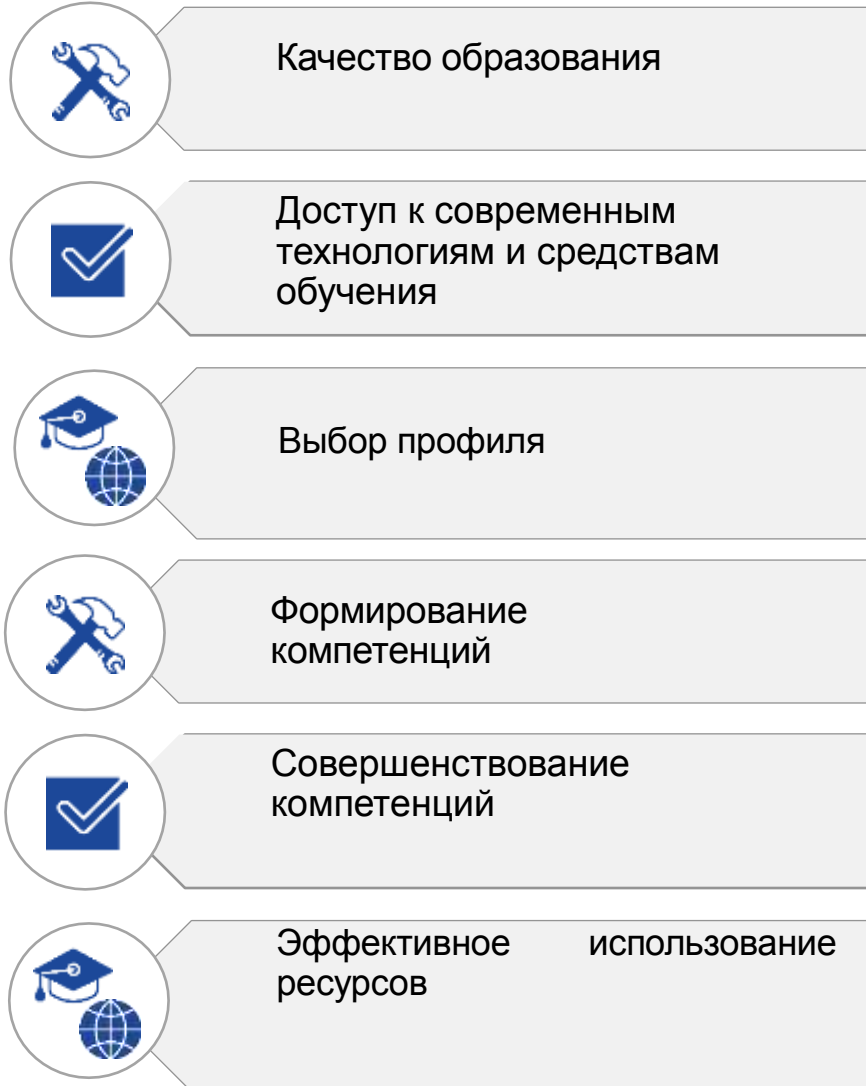 Качество образования
Доступ к современным
технологиям и средствам
обучения
Выбор профиля
Формирование
компетенций
Совершенствование
компетенций
Эффективное использование
ресурсов